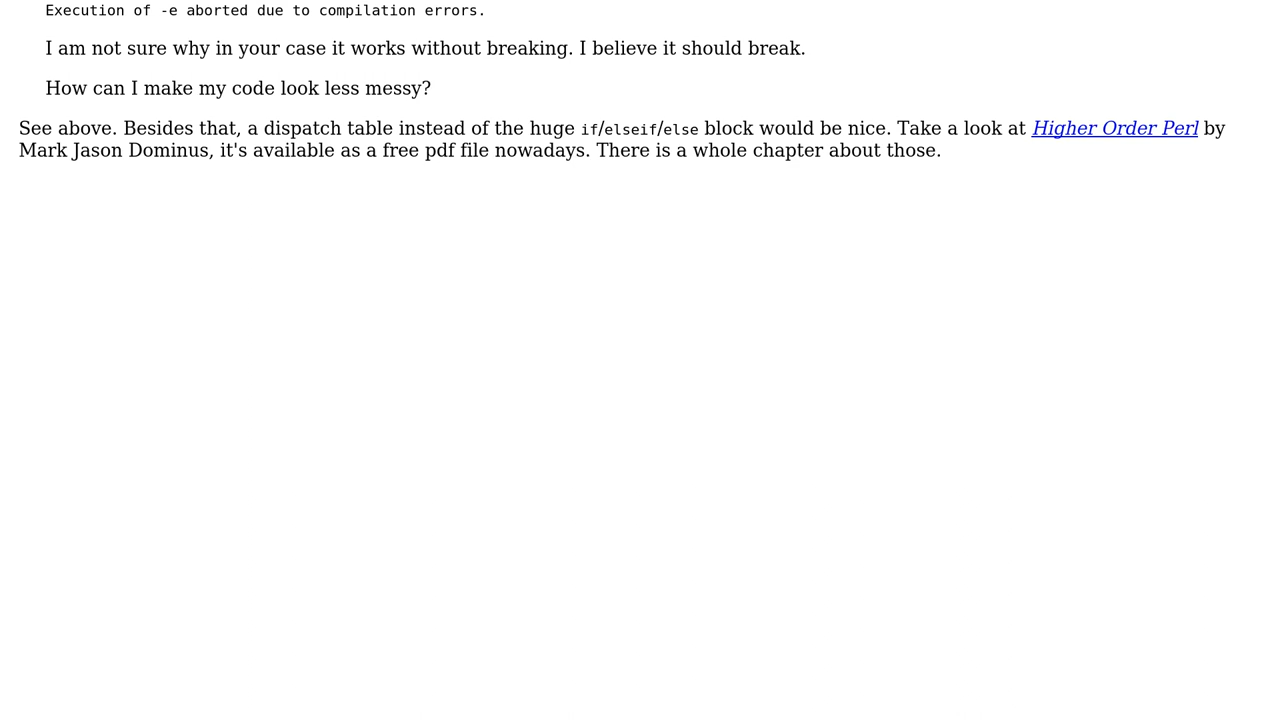 Execution of -e aborted due to compilation errors.
I am not sure why in your case it works without breaking. I believe it should break.
How can I make my code look less messy?
See above. Besides that, a dispatch table instead of the huge if/elseif/else block would be nice. Take a look at Higher Order Perl by
Mark Jason Dominus, it's available as a free pdf file nowadays. There is a whole chapter about those.